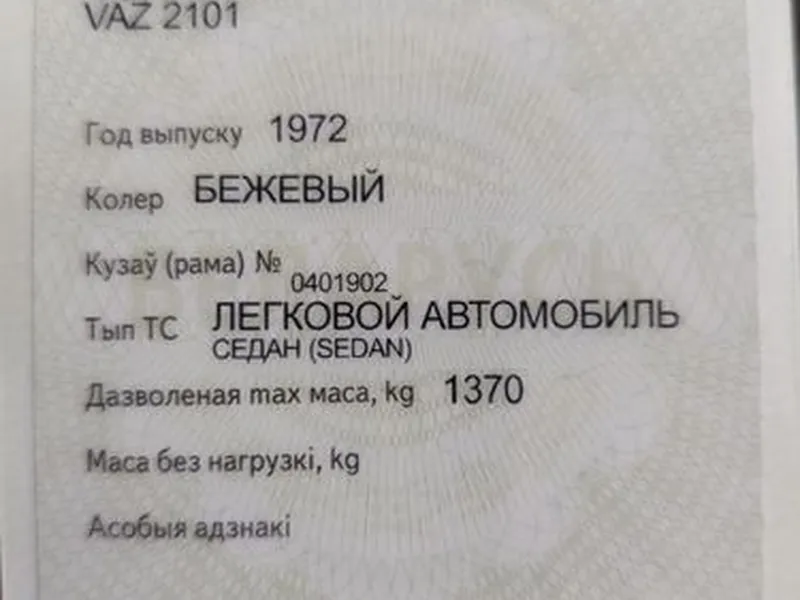 VAZ 2101
Год выпуску 1972
Колер БЕЖЕВЫЙ
Кузаў (рама) № 0401902
Тып ТС ЛЕГКОВОЙ АВТОМОБИЛЬ
СЕДАН (SEDAN)
Дазволеная max маса, kg 1370
Маса без нагрузкі, kg
Асобыя адзнакі